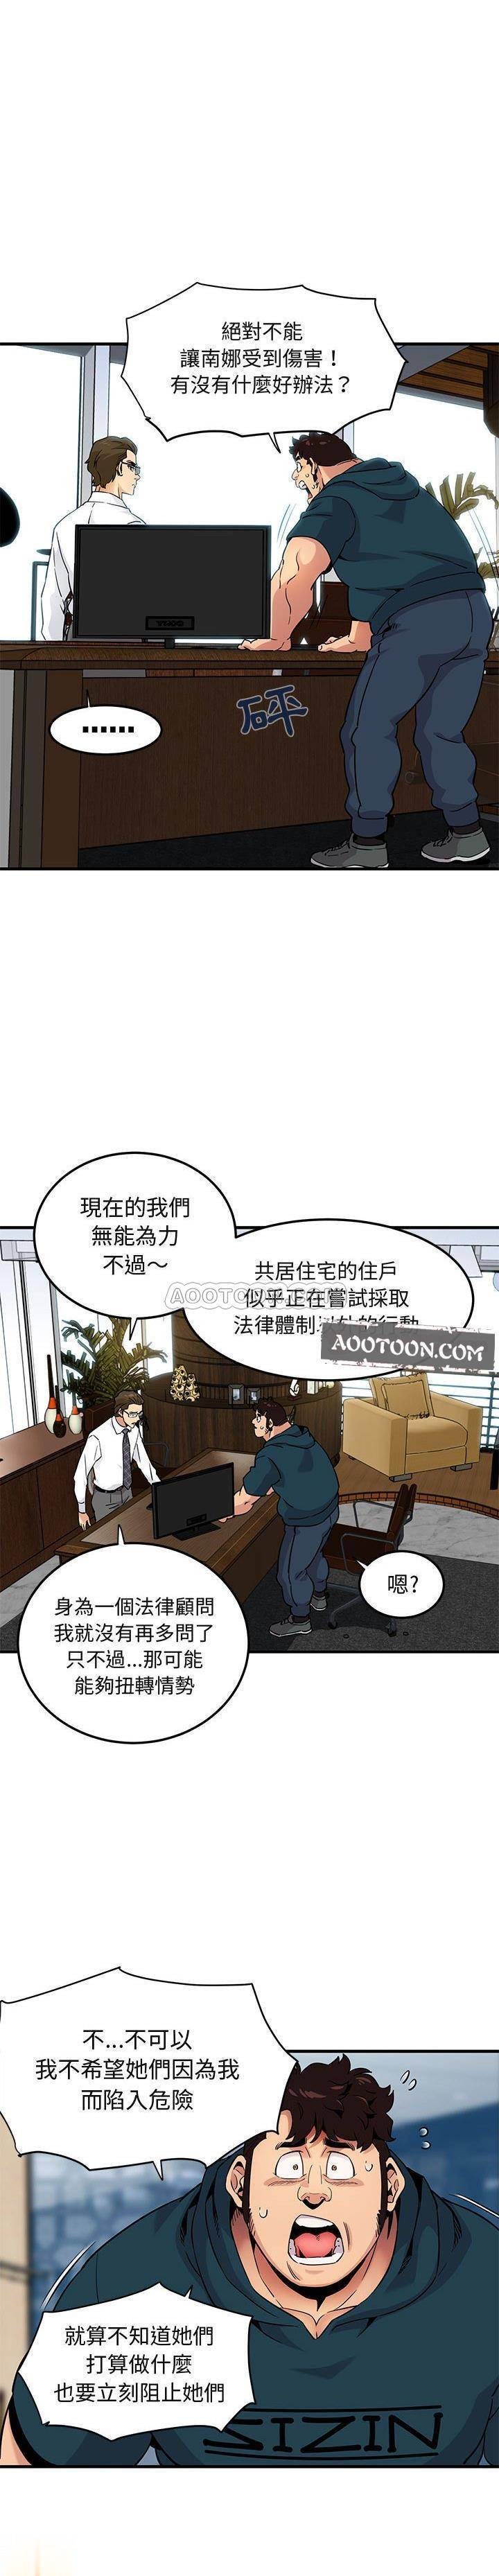 絕對不能
讓南娜受到傷害！
有沒有什麼好辦法？
SONY
......
砰
現在的我們
無能為力
不過～
共居住宅的住戶
似乎正在嘗試採取
法律體制
的行動
AOOTOON.COM
嗯?
身為一個法律顧問
我就沒有再多問了
只不過...那可能
能夠扭轉情勢
不...不可以
我不希望她們因為我
而陷入危險
就算不知道她們
打算做什麼
也要立刻阻止她們
SIZIN